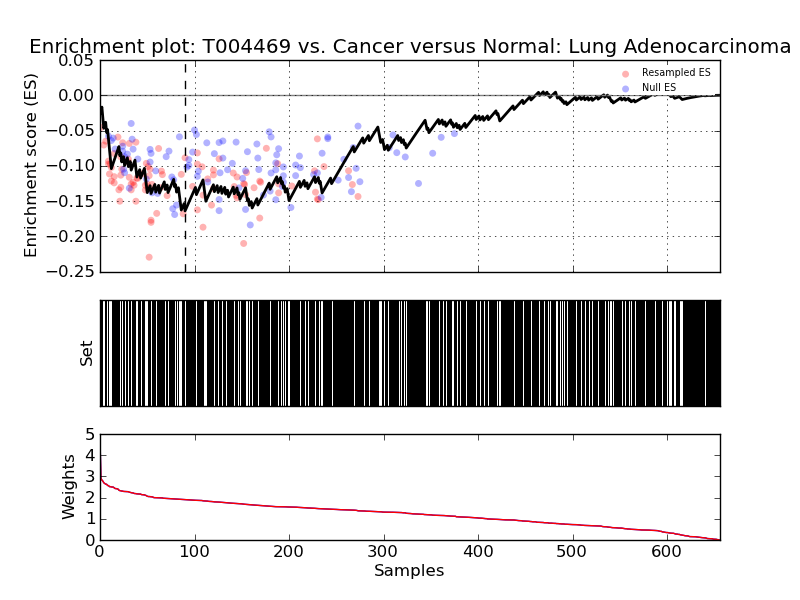 Enrichment plot: T004469 vs. Cancer versus Normal: Lung Adenocarcinoma
0.05
0.00
−0.05
−0.10
−0.15
−0.20
−0.25
Enrichment score (ES)
Resampled ES
Null ES
Set
5
4
3
2
1
0
Weights
0 100 200 300 400 500 600
Samples